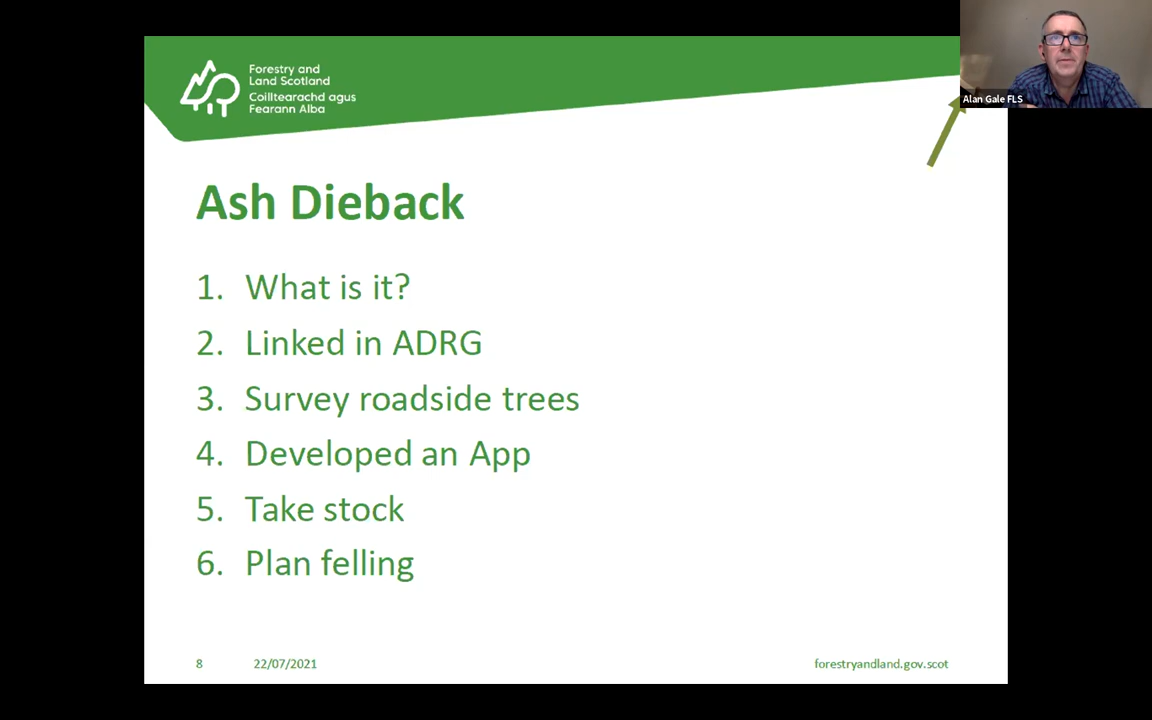 Forestry and
Land Scotland
Coilltearachd agus
Fearann Alba
Alan Gale FLS
Ash Dieback
1. What is it?
2. Linked in ADRG
3. Survey roadside trees
4. Developed an App
5. Take stock
6. Plan felling
8 22/07/2021 forestryandland.gov.scot